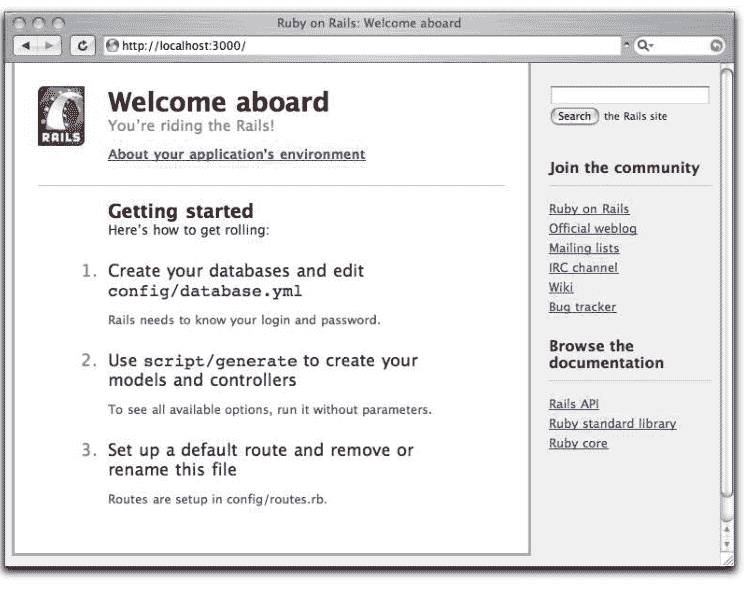 Ruby on Rails: Welcome aboard
http://localhost:3000/
RAILS
Welcome aboard
You're riding the Rails!
About your application's environment
Getting started
Here's how to get rolling:
1. Create your databases and edit
config/database.yml
Rails needs to know your login and password.
2. Use script/generate to create your
models and controllers
To see all available options, run it without parameters.
3. Set up a default route and remove or
rename this file
Routes are setup in config/routes.rb.
Search the Rails site
Join the community
Ruby on Rails
Official weblog
Mailing lists
IRC channel
Wiki
Bug tracker
Browse the
documentation
Rails API
Ruby standard library
Ruby core